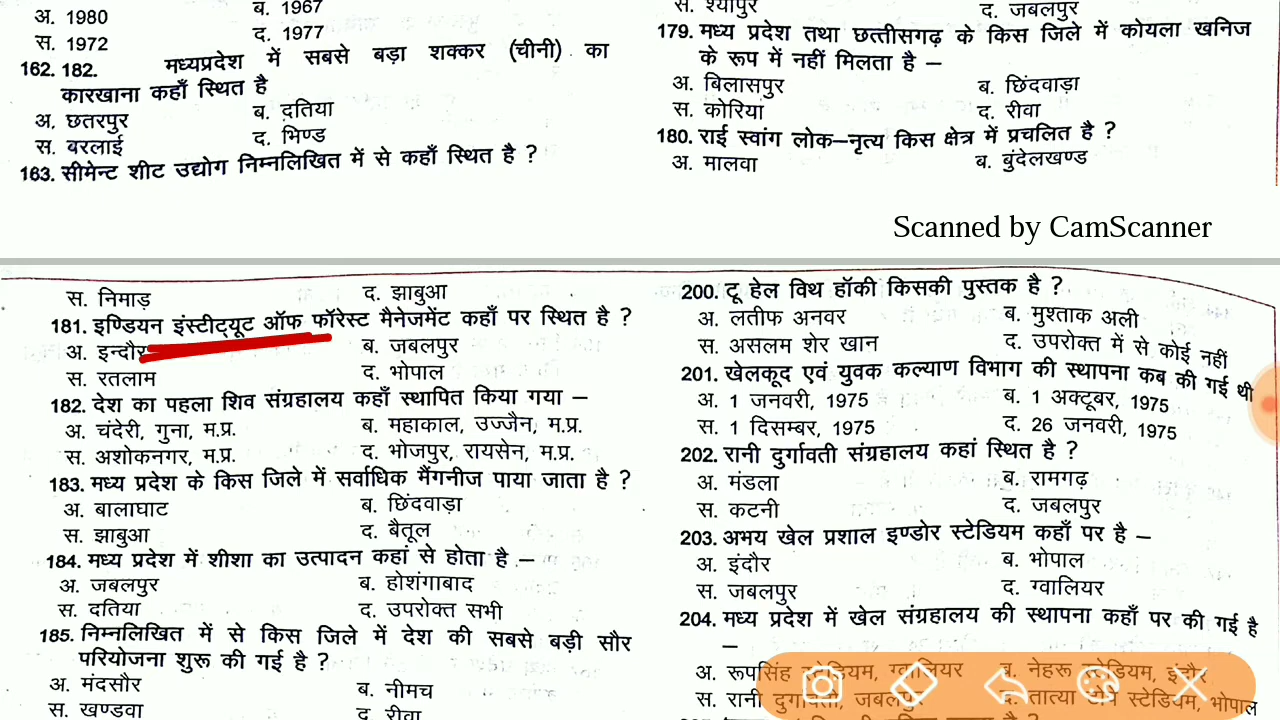 अ. 1980
ब. 1967
स. 1972
द. 1977
162. 182. मध्यप्रदेश में सबसे बड़ा शक्कर (चीनी) का
कारखाना कहाँ स्थित है
अ. छतरपुर
ब. दतिया
स. बरलाई
द. भिण्ड
163. सीमेन्ट शीट उद्योग निम्नलिखित में से कहाँ स्थित है ?
स. श्यापुर
द. जबलपुर
179. मध्य प्रदेश तथा छत्तीसगढ़ के किस जिले में कोयला खनिज
के रूप में नहीं मिलता है –
अ. बिलासपुर
ब. छिंदवाड़ा
स. कोरिया
द. रीवा
180. राई स्वांग लोक–नृत्य किस क्षेत्र में प्रचलित है ?
अ. मालवा
ब. बुंदेलखण्ड
Scanned by CamScanner
स. निमाड़
द. झाबुआ
181. इण्डियन इंस्टीट्यूट ऑफ फॉरेस्ट मैनेजमेंट कहाँ पर स्थित है ?
अ. इन्दौर
ब. जबलपुर
स. रतलाम
द. भोपाल
182. देश का पहला शिव संग्रहालय कहाँ स्थापित किया गया –
अ. चंदेरी, गुना, म.प्र.
ब. महाकाल, उज्जैन, म.प्र.
स. अशोकनगर, म.प्र.
द. भोजपुर, रायसेन, म.प्र.
183. मध्य प्रदेश के किस जिले में सर्वाधिक मैंगनीज पाया जाता है ?
अ. बालाघाट
ब. छिंदवाड़ा
स. झाबुआ
द. बैतूल
184. मध्य प्रदेश में शीशा का उत्पादन कहां से होता है –
अ. जबलपुर
ब. होशंगाबाद
स. दतिया
द. उपरोक्त सभी
185. निम्नलिखित में से किस जिले में देश की सबसे बड़ी सौर
परियोजना शुरू की गई है ?
अ. मंदसौर
ब. नीमच
स. खण्डवा
द. रीवा
200. टू हेल विथ हॉकी किसकी पुस्तक है ?
अ. लतीफ अनवर
ब. मुश्ताक अली
स. असलम शेर खान
द. उपरोक्त में से कोई नहीं
201. खेलकूद एवं युवक कल्याण विभाग की स्थापना कब की गई थी
अ. 1 जनवरी, 1975
ब. 1 अक्टूबर, 1975
स. 1 दिसम्बर, 1975
द. 26 जनवरी, 1975
202. रानी दुर्गावती संग्रहालय कहां स्थित है ?
अ. मंडला
ब. रामगढ़
स. कटनी
द. जबलपुर
203. अभय खेल प्रशाल इण्डोर स्टेडियम कहाँ पर है –
अ. इंदौर
ब. भोपाल
स. जबलपुर
द. ग्वालियर
204. मध्य प्रदेश में खेल संग्रहालय की स्थापना कहाँ पर की गई है
–
अ. रूपसिंह स्टेडियम, ग्वालियर
ब. नेहरू स्टेडियम, इंदौर
स. रानी दुर्गावती, जबलपुर
द. तात्या टोपे स्टेडियम, भोपाल